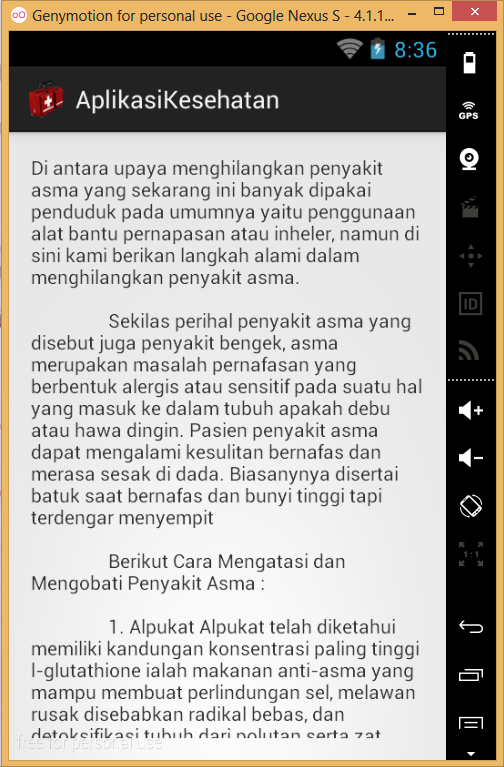 Genymotion for personal use - Google Nexus S - 4.1.1...
8:36
AplikasiKesehatan
GPS
ID
1:1
Di antara upaya menghilangkan penyakit
asma yang sekarang ini banyak dipakai
penduduk pada umumnya yaitu penggunaan
alat bantu pernapasan atau inheler, namun di
sini kami berikan langkah alami dalam
menghilangkan penyakit asma.
Sekilas perihal penyakit asma yang
disebut juga penyakit bengek, asma
merupakan masalah pernafasan yang
berbentuk alergis atau sensitif pada suatu hal
yang masuk ke dalam tubuh apakah debu
atau hawa dingin. Pasien penyakit asma
dapat mengalami kesulitan bernafas dan
merasa sesak di dada. Biasanynya disertai
batuk saat bernafas dan bunyi tinggi tapi
terdengar menyempit
Berikut Cara Mengatasi dan
Mengobati Penyakit Asma :
1. Alpukat Alpukat telah diketahui
memiliki kandungan konsentrasi paling tinggi
l-glutathione ialah makanan anti-asma yang
mampu membuat perlindungan sel, melawan
rusak disebabkan radikal bebas, dan
detoksifikasi tubuh dari polutan serta zat
free for personal use